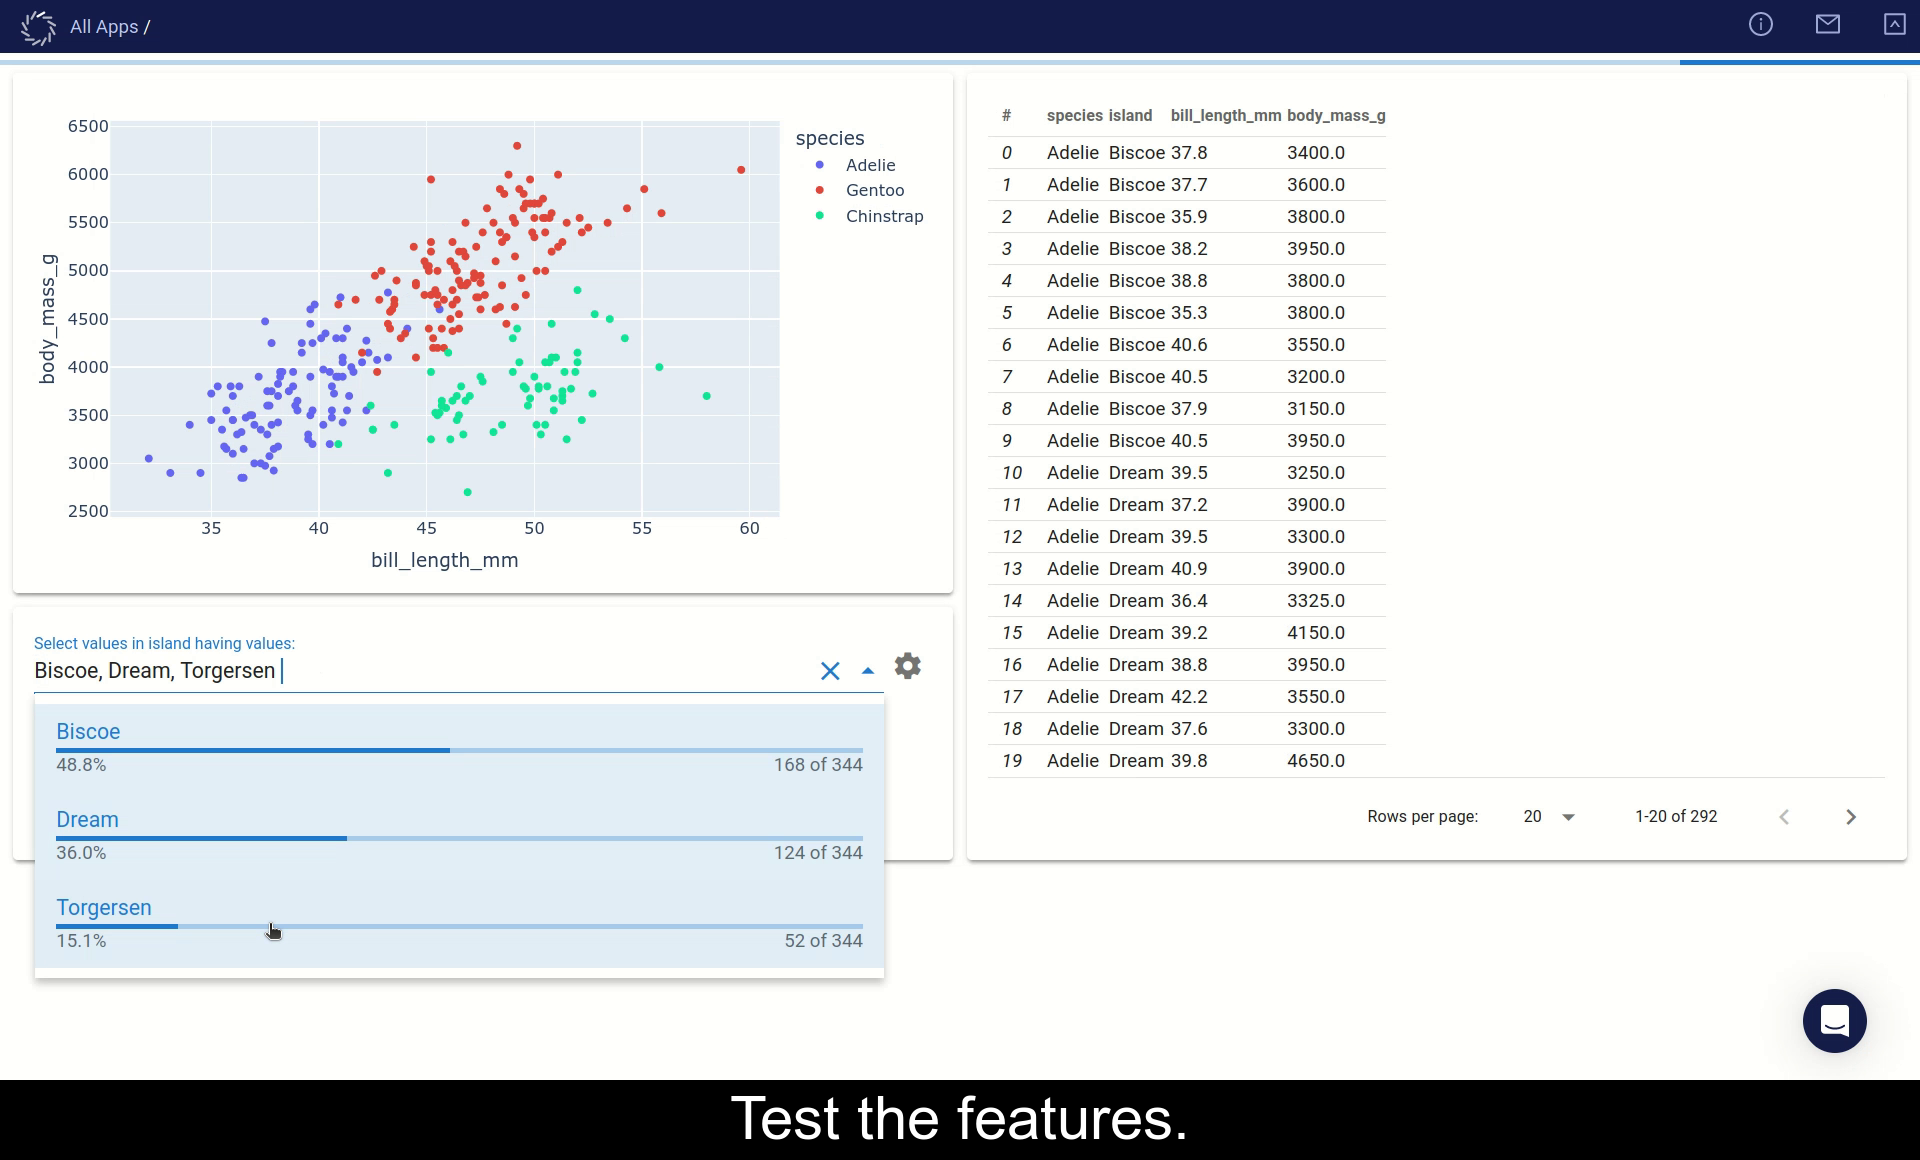 All Apps /
6500
6000
5500
5000
4500
4000
3500
3000
2500
body_mass_g
35 40 45 50 55 60
bill_length_mm
species
Adelie
Gentoo
Chinstrap
Select values in island having values:
Biscoe, Dream, Torgersen
Biscoe
48.8% 168 of 344
Dream
36.0% 124 of 344
Torgersen
15.1% 52 of 344
# species island bill_length_mm body_mass_g
0 Adelie Biscoe 37.8 3400.0
1 Adelie Biscoe 37.7 3600.0
2 Adelie Biscoe 35.9 3800.0
3 Adelie Biscoe 38.2 3950.0
4 Adelie Biscoe 38.8 3800.0
5 Adelie Biscoe 35.3 3800.0
6 Adelie Biscoe 40.6 3550.0
7 Adelie Biscoe 40.5 3200.0
8 Adelie Biscoe 37.9 3150.0
9 Adelie Biscoe 40.5 3950.0
10 Adelie Dream 39.5 3250.0
11 Adelie Dream 37.2 3900.0
12 Adelie Dream 39.5 3300.0
13 Adelie Dream 40.9 3900.0
14 Adelie Dream 36.4 3325.0
15 Adelie Dream 39.2 4150.0
16 Adelie Dream 38.8 3950.0
17 Adelie Dream 42.2 3550.0
18 Adelie Dream 37.6 3300.0
19 Adelie Dream 39.8 4650.0
Rows per page: 20 1-20 of 292
Test the features.